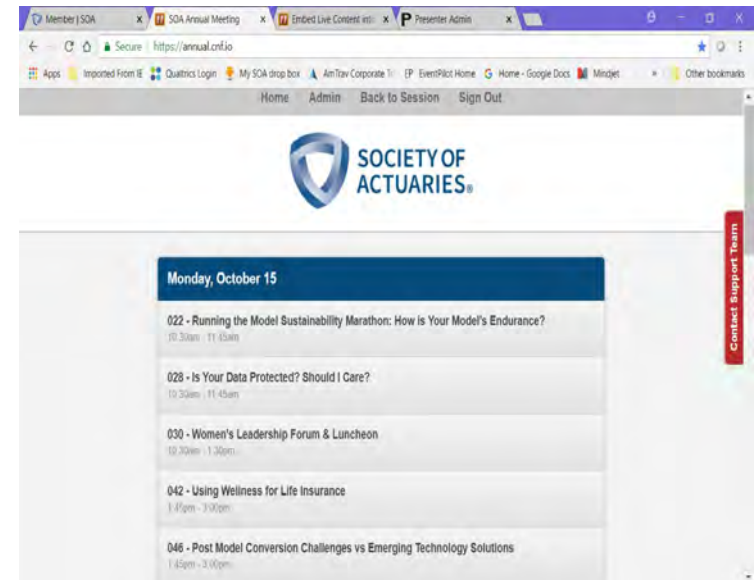 Member | SOA
SOA Annual Meeting
Embed Live Content into
Presenter Admin
Secure
https://annual.cnf.io
Apps
Imported From IE
Qualtrics Login
My SOA drop box
AmTrav Corporate Tr
EP EventPilot Home
Home - Google Docs
Mindjet
»
Other bookmarks
Home Admin Back to Session Sign Out
SOCIETY OF
ACTUARIES®
Contact Support Team
Monday, October 15
022 - Running the Model Sustainability Marathon: How is Your Model's Endurance?
10:30am - 11:45am
028 - Is Your Data Protected? Should I Care?
10:30am - 11:45am
030 - Women's Leadership Forum & Luncheon
10:30am - 1:30pm
042 - Using Wellness for Life Insurance
1:45pm - 3:00pm
046 - Post Model Conversion Challenges vs Emerging Technology Solutions
1:45pm - 3:00pm